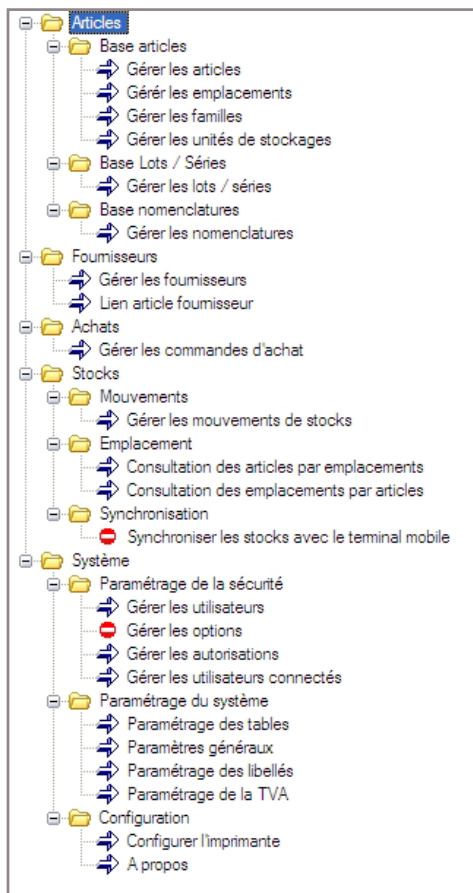 Articles
Base articles
Gérer les articles
Gérér les emplacements
Gérer les familles
Gérer les unités de stockages
Base Lots / Séries
Gérer les lots / séries
Base nomenclatures
Gérer les nomenclatures
Fournisseurs
Gérer les fournisseurs
Lien article fournisseur
Achats
Gérer les commandes d'achat
Stocks
Mouvements
Gérer les mouvements de stocks
Emplacement
Consultation des articles par emplacements
Consultation des emplacements par articles
Synchronisation
Synchroniser les stocks avec le terminal mobile
Système
Paramétrage de la sécurité
Gérer les utilisateurs
Gérer les options
Gérer les autorisations
Gérer les utilisateurs connectés
Paramétrage du système
Paramétrage des tables
Paramètres généraux
Paramétrage des libellés
Paramétrage de la TVA
Configuration
Configurer l'imprimante
A propos